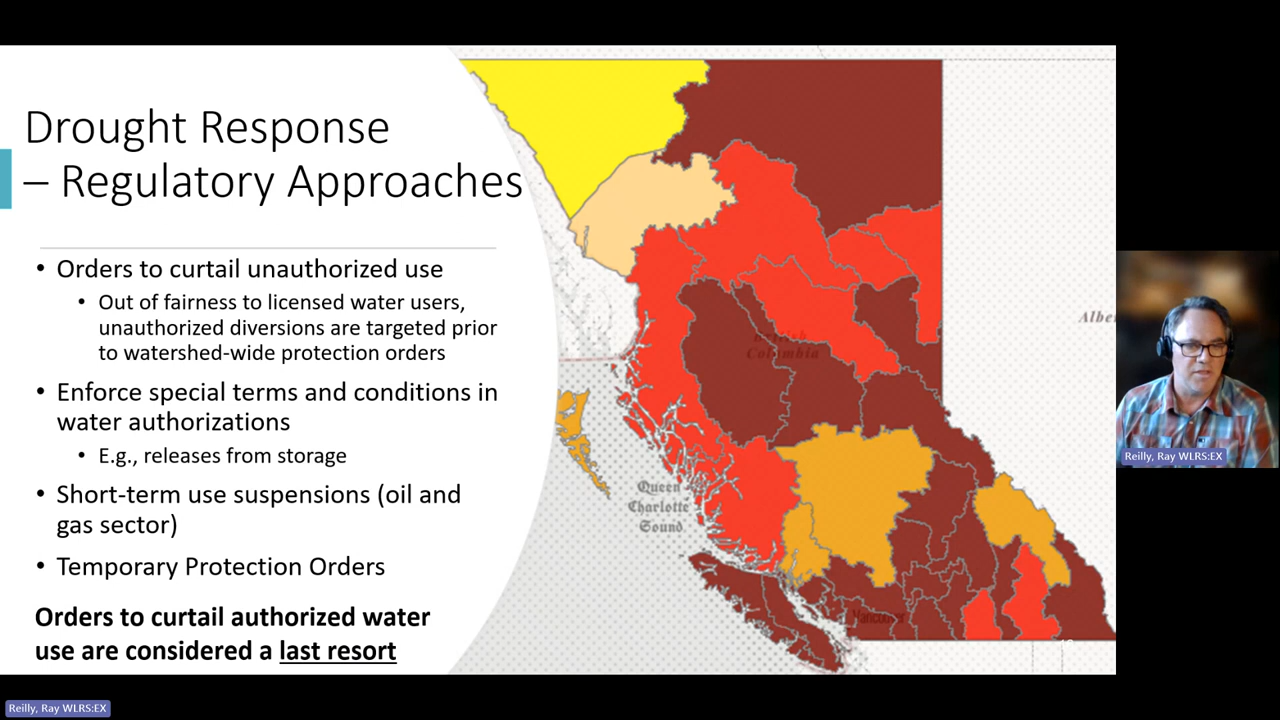 Drought Response
– Regulatory Approaches
• Orders to curtail unauthorized use
• Out of fairness to licensed water users,
unauthorized diversions are targeted prior
to watershed-wide protection orders
• Enforce special terms and conditions in
water authorizations
• E.g., releases from storage
• Short-term use suspensions (oil and
gas sector)
• Temporary Protection Orders
Orders to curtail authorized water
use are considered a last resort
British
Columbia
Queen
Charlotte
Sound
Vancouver
Reilly, Ray WLRS:EX
Reilly, Ray WLRS:EX